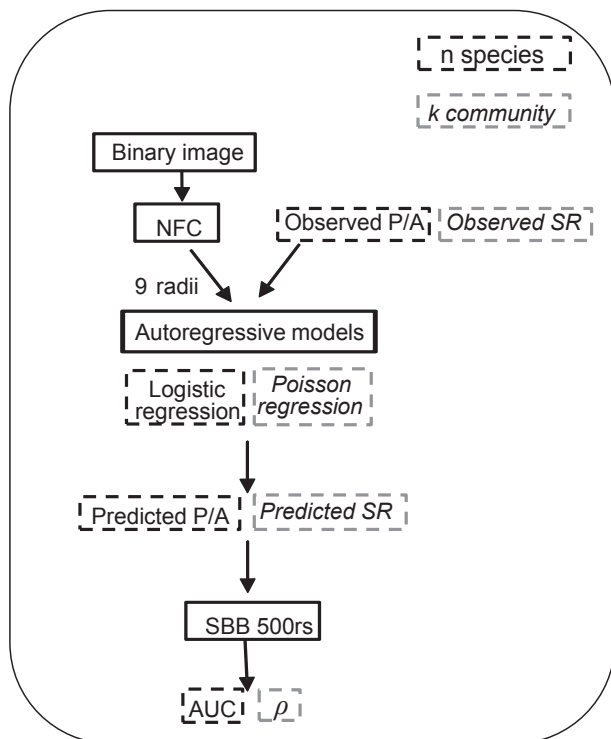 n species
k community
Binary image
NFC
Observed P/A
Observed SR
9 radii
Autoregressive models
Logistic
regression
Poisson
regression
Predicted P/A
Predicted SR
SBB 500rs
AUC
ρ